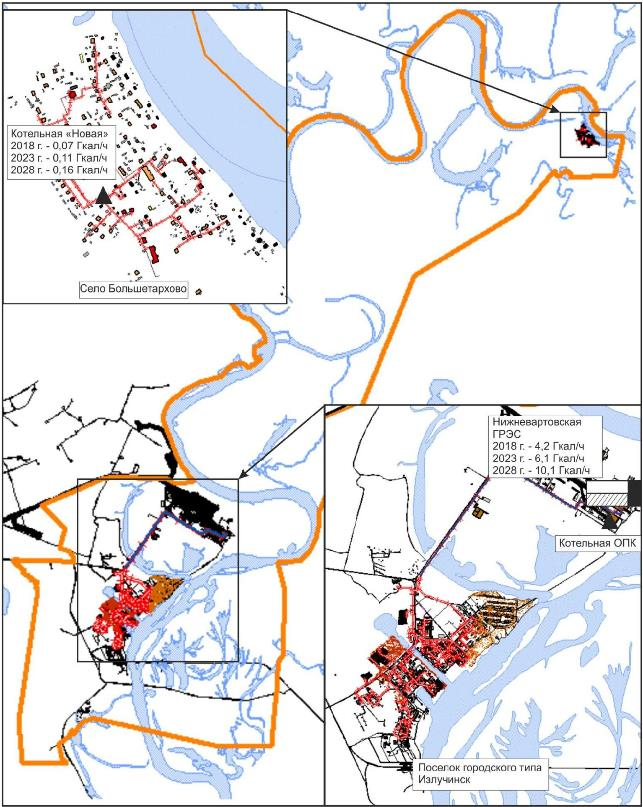 Котельная «Новая»
2018 г. - 0,07 Гкал/ч
2023 г. - 0,11 Гкал/ч
2028 г. - 0,16 Гкал/ч
Село Большетархово
Нижневартовская
ГРЭС
2018 г. - 4,2 Гкал/ч
2023 г. - 6,1 Гкал/ч
2028 г. - 10,1 Гкал/ч
Котельная ОПК
Поселок городского типа
Излучинск